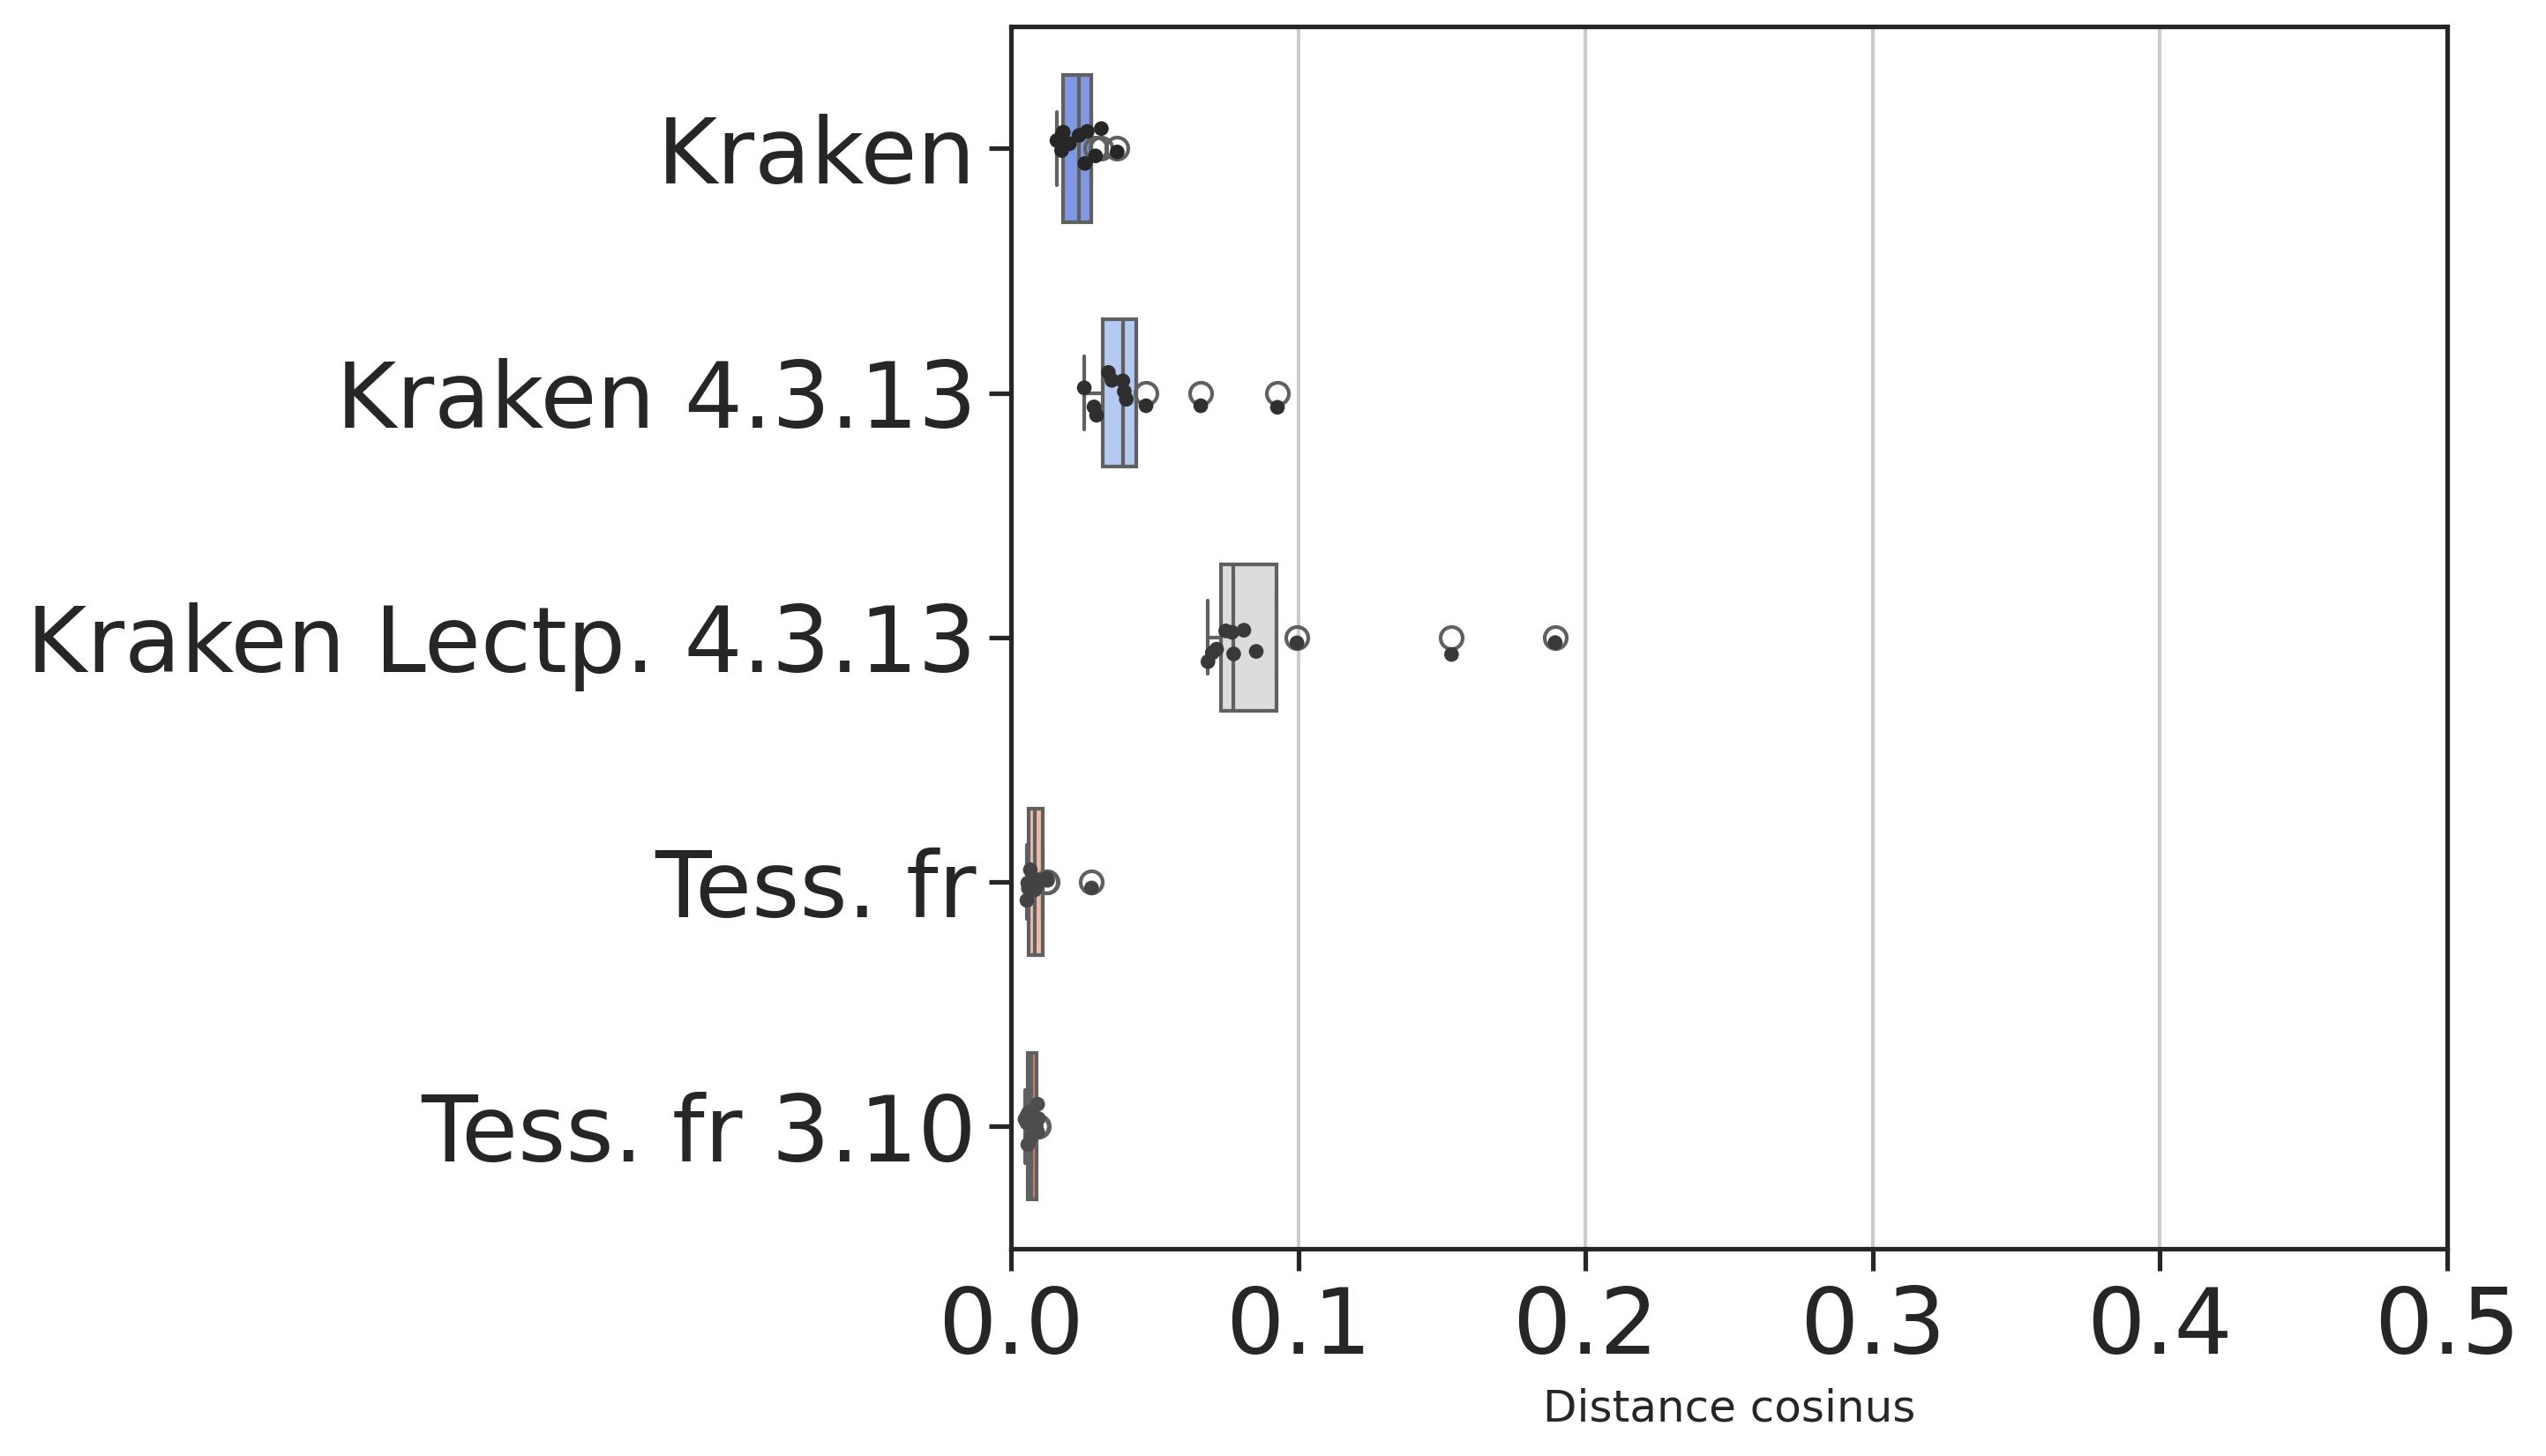 Kraken
Kraken 4.3.13
Kraken Lectp. 4.3.13
Tess. fr
Tess. fr 3.10
0.0 0.1 0.2 0.3 0.4 0.5
Distance cosinus